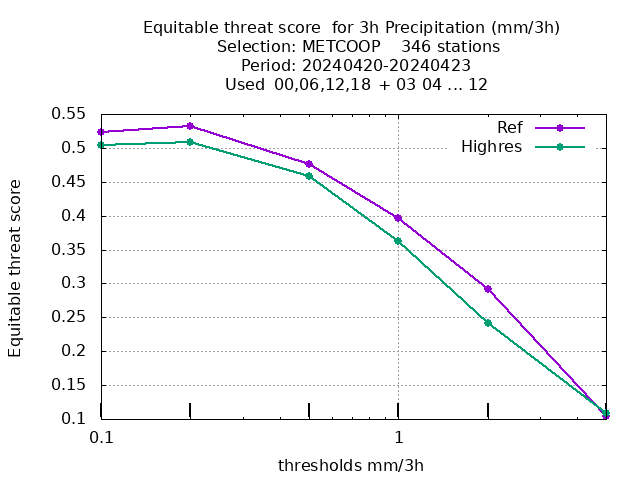 Equitable threat score  for 3h Precipitation (mm/3h)
Selection: METCOOP    346 stations
Period: 20240420-20240423
Used  00,06,12,18  + 03 04 ... 12
Ref
Highres
0.55
0.5
0.45
0.4
0.35
0.3
0.25
0.2
0.15
0.1
Equitable threat score
0.1
1
thresholds mm/3h